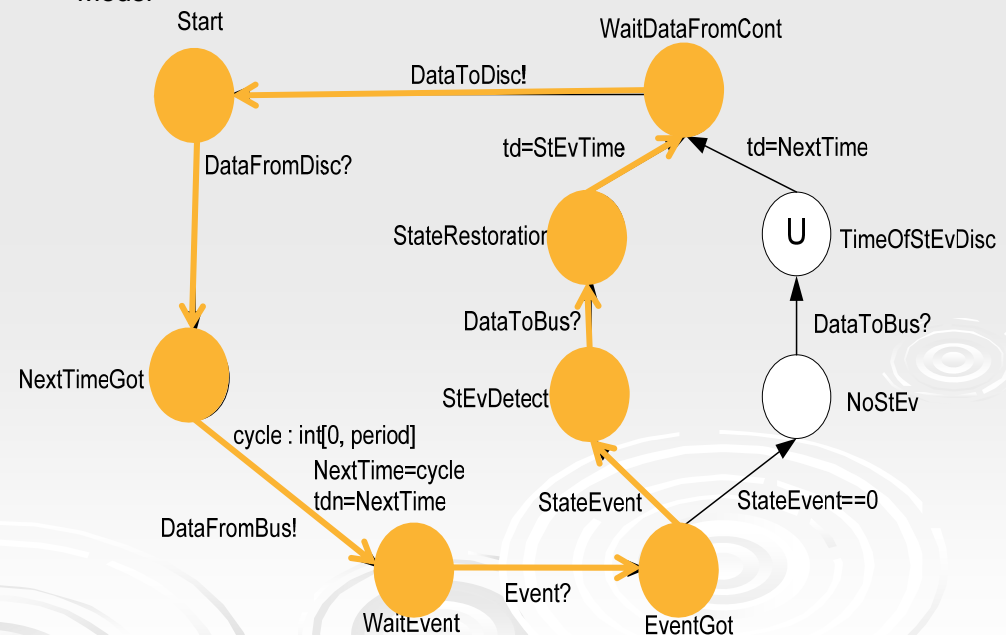 Start
WaitDataFromCont
DataToDisc!
DataFromDisc?
td=StEvTime
td=NextTime
StateRestoration
U
TimeOfStEvDisc
DataToBus?
DataToBus?
NextTimeGot
StEvDetect
NoStEv
cycle : int[0, period]
NextTime=cycle
tdn=NextTime
StateEvent
StateEvent==0
DataFromBus!
Event?
WaitEvent
EventGot